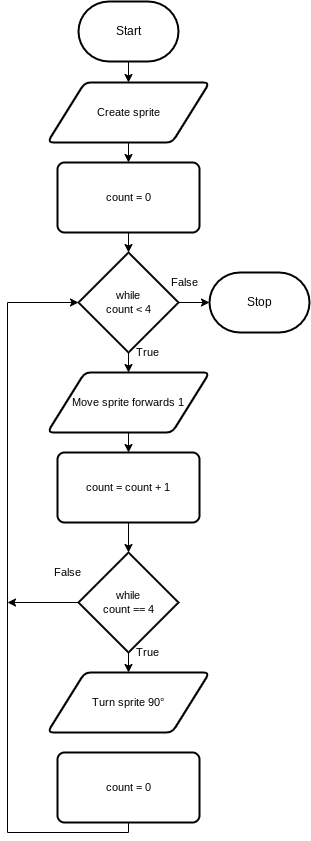 Start
Create sprite
count = 0
while
count < 4
False
Stop
True
Move sprite forwards 1
count = count + 1
False
while
count == 4
True
Turn sprite 90°
count = 0